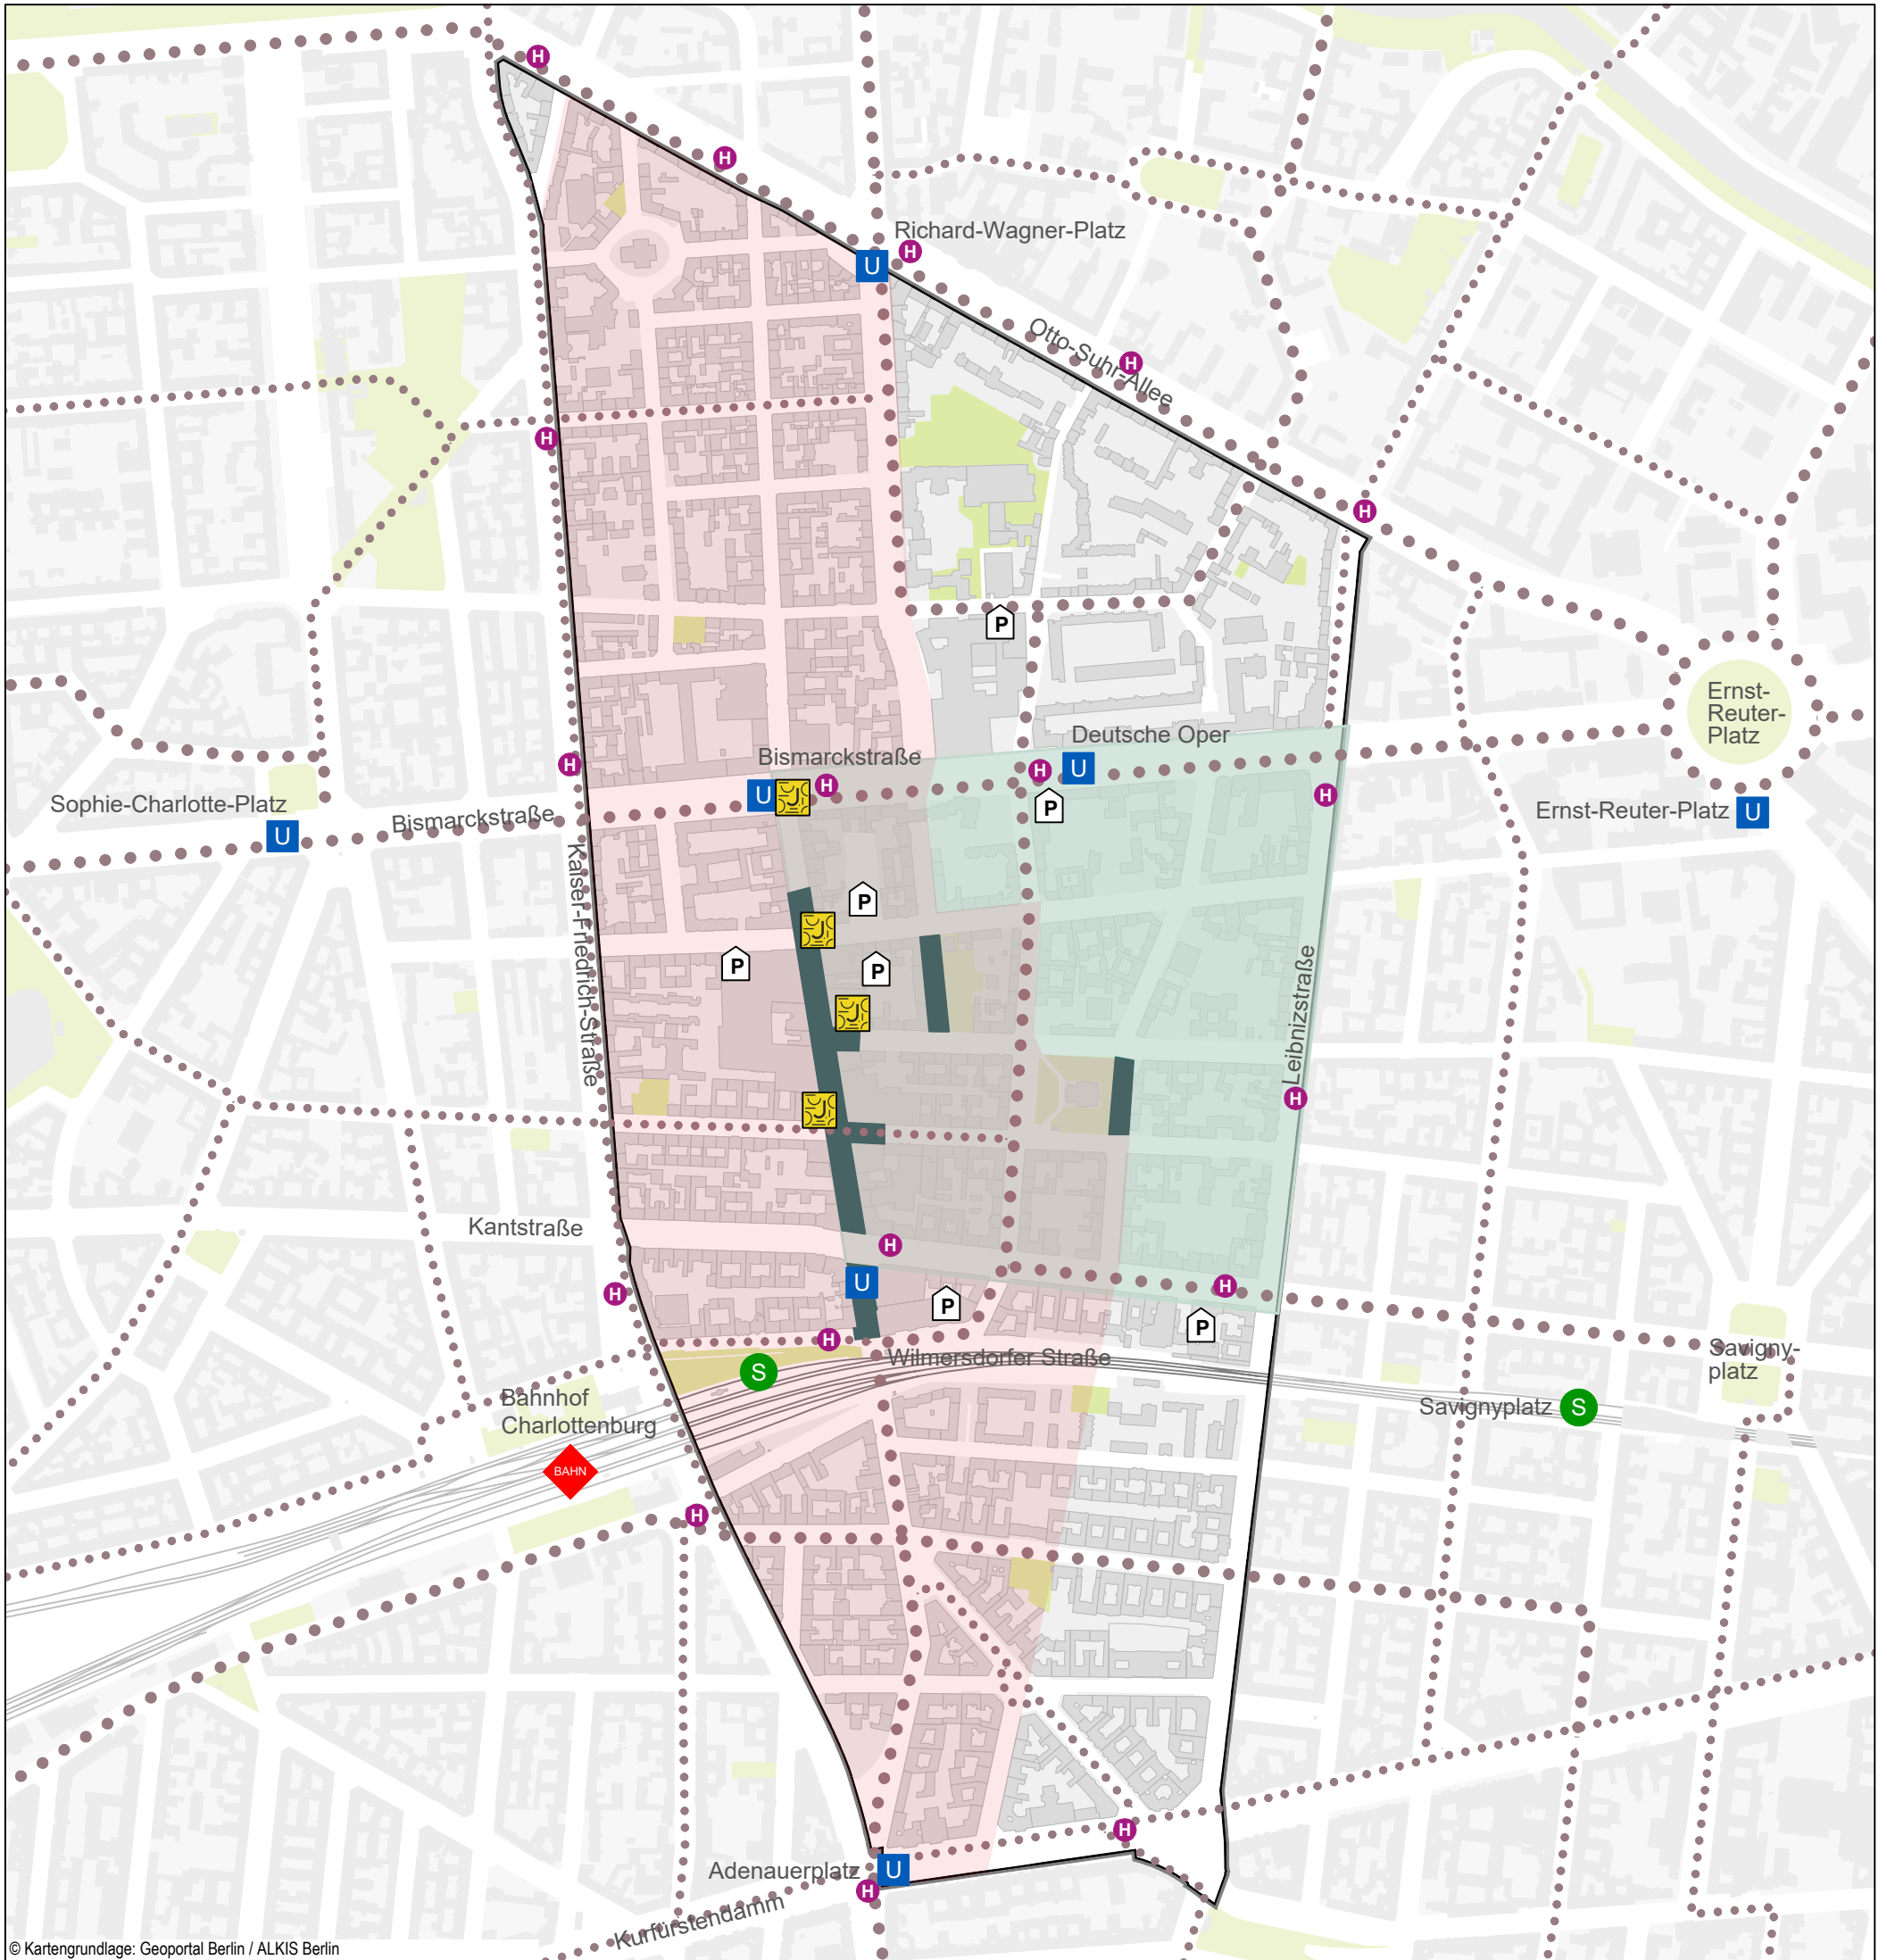 H
H
Richard-Wagner-Platz
H
U
Otto-Suhr-Allee
H
H
H
P
Ernst-
Reuter-
Platz
Deutsche Oper
Bismarckstraße
H
H
U
U
J
H
H
P
Sophie-Charlotte-Platz
U
Bismarckstraße
Ernst-Reuter-Platz
U
Kaiser-Friedrich-Straße
P
J
P
P
J
Leibnizstraße
H
J
Kantstraße
H
H
U
H
P
P
H
Wilmersdorfer Straße
Savigny-
platz
S
Bahnhof
Charlottenburg
Savignyplatz
S
BAHN
H
H
Adenauerplatz
U
H
Kurfürstendamm
© Kartengrundlage: Geoportal Berlin / ALKIS Berlin